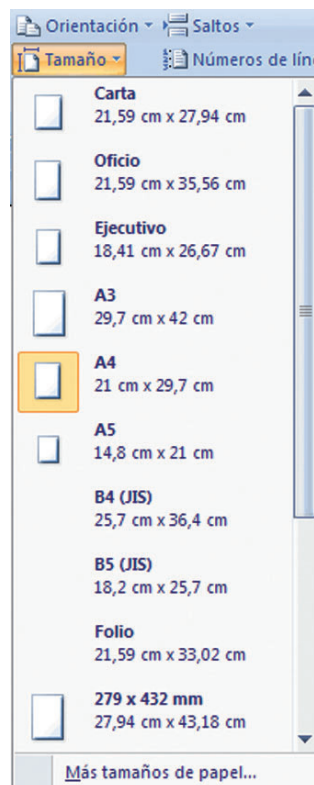 Orientación Saltos
Tamaño Números de lín
Carta
21,59 cm x 27,94 cm
Oficio
21,59 cm x 35,56 cm
Ejecutivo
18,41 cm x 26,67 cm
A3
29,7 cm x 42 cm
A4
21 cm x 29,7 cm
A5
14,8 cm x 21 cm
B4 (JIS)
25,7 cm x 36,4 cm
B5 (JIS)
18,2 cm x 25,7 cm
Folio
21,59 cm x 33,02 cm
279 x 432 mm
27,94 cm x 43,18 cm
Más tamaños de papel...